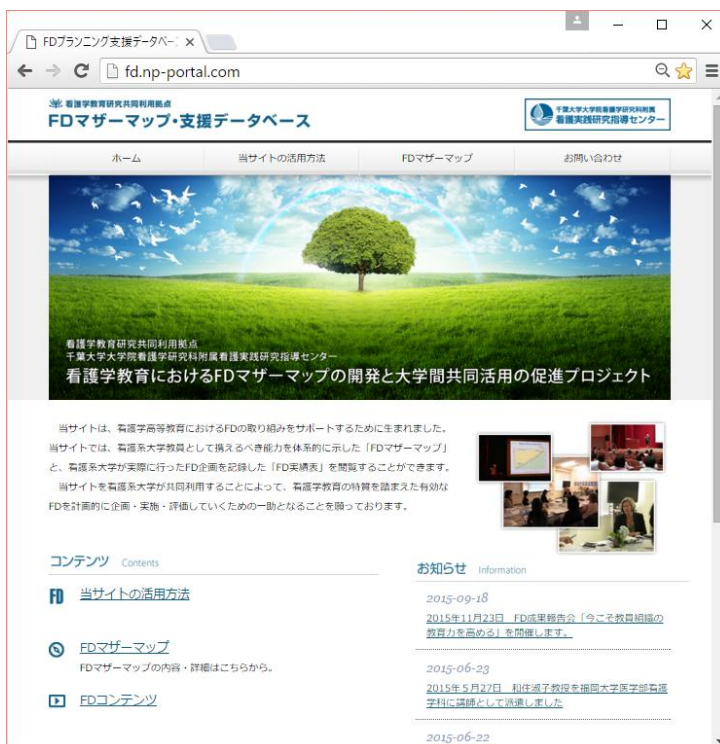 FDプランニング支援データベー
fd.np-portal.com
看護学教育研究共同利用拠点
FDマザーマップ・支援データベース
千葉大学大学院看護学研究科附属
看護実践研究指導センター
ホーム 当サイトの活用方法 FDマザーマップ お問い合わせ
看護学教育研究共同利用拠点
千葉大学大学院看護学研究科附属看護実践研究指導センター
看護学教育におけるFDマザーマップの開発と大学間共同活用の促進プロジェクト
当サイトは、看護学高等教育におけるFDの取り組みをサポートするために生まれました。
当サイトでは、看護系大学教員として携えるべき能力を体系的に示した「FDマザーマップ」
と、看護系大学が実際に行ったFD企画を記録した「FD実績表」を閲覧することができます。
当サイトを看護系大学が共同利用することによって、看護学教育の特質を踏まえた有効な
FDを計画的に企画・実施・評価していくための一助となることを願っております。
コンテンツ Contents
FD 当サイトの活用方法
FDマザーマップ
FDマザーマップの内容・詳細はこちらから。
FDコンテンツ
お知らせ Information
2015-09-18
2015年11月23日 FD成果報告会「今こそ教員組織の
教育力を高める」を開催します。
2015-06-23
2015年５月27日 和住淑子教授を福岡大学医学部看護
学科に講師として派遣しました
2015-06-22